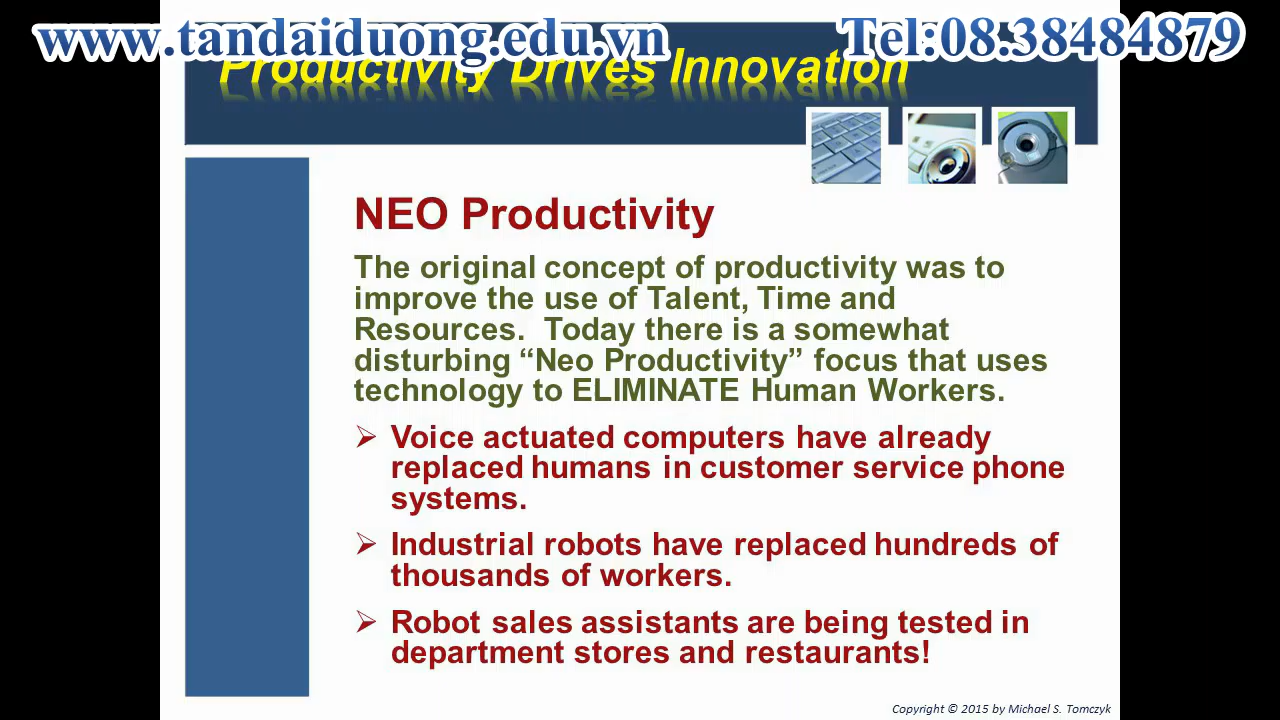 www.tandaiduong.edu.vn Tel:08.38484879
Productivity Drives Innovation
NEO Productivity
The original concept of productivity was to
improve the use of Talent, Time and
Resources. Today there is a somewhat
disturbing “Neo Productivity” focus that uses
technology to ELIMINATE Human Workers.
➢ Voice actuated computers have already
replaced humans in customer service phone
systems.
➢ Industrial robots have replaced hundreds of
thousands of workers.
➢ Robot sales assistants are being tested in
department stores and restaurants!
Copyright © 2015 by Michael S. Tomczyk